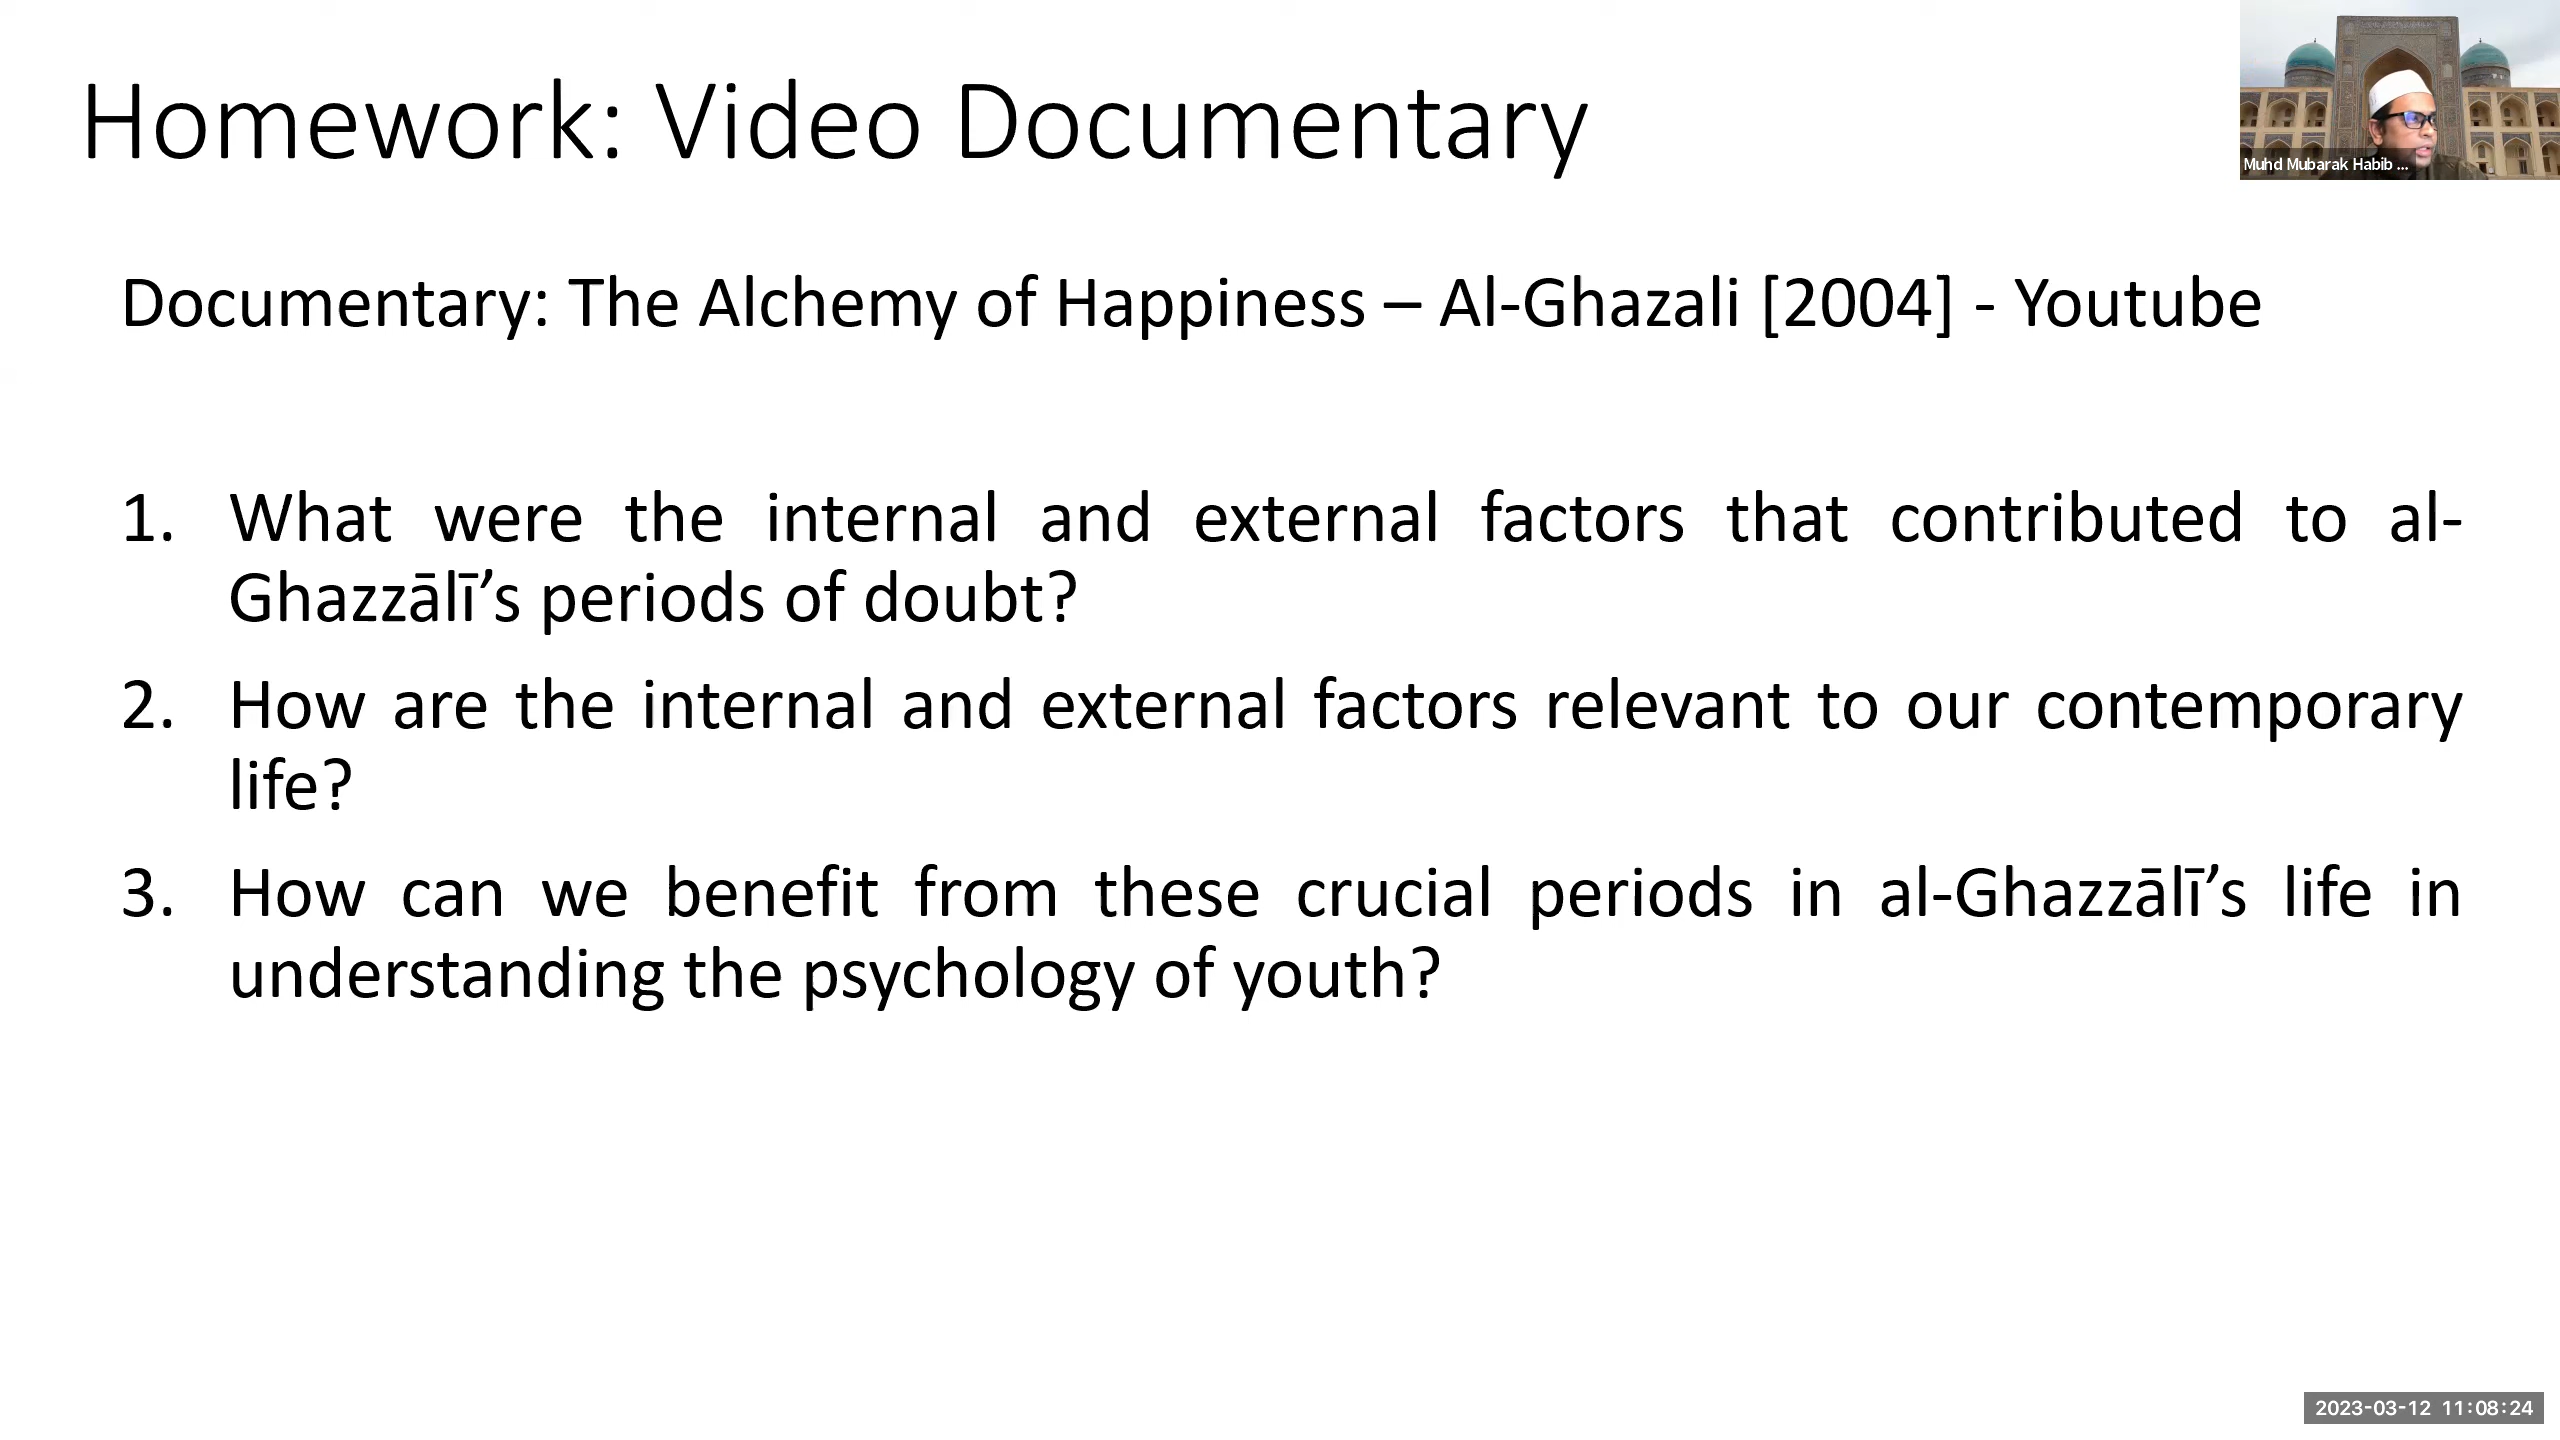 Homework: Video Documentary
Muhd Mubarak Habib ...
Documentary: The Alchemy of Happiness – Al-Ghazali [2004] - Youtube
1. What were the internal and external factors that contributed to al-
Ghazzālī’s periods of doubt?
2. How are the internal and external factors relevant to our contemporary
life?
3. How can we benefit from these crucial periods in al-Ghazzālī’s life in
understanding the psychology of youth?
2023-03-12 11:08:24